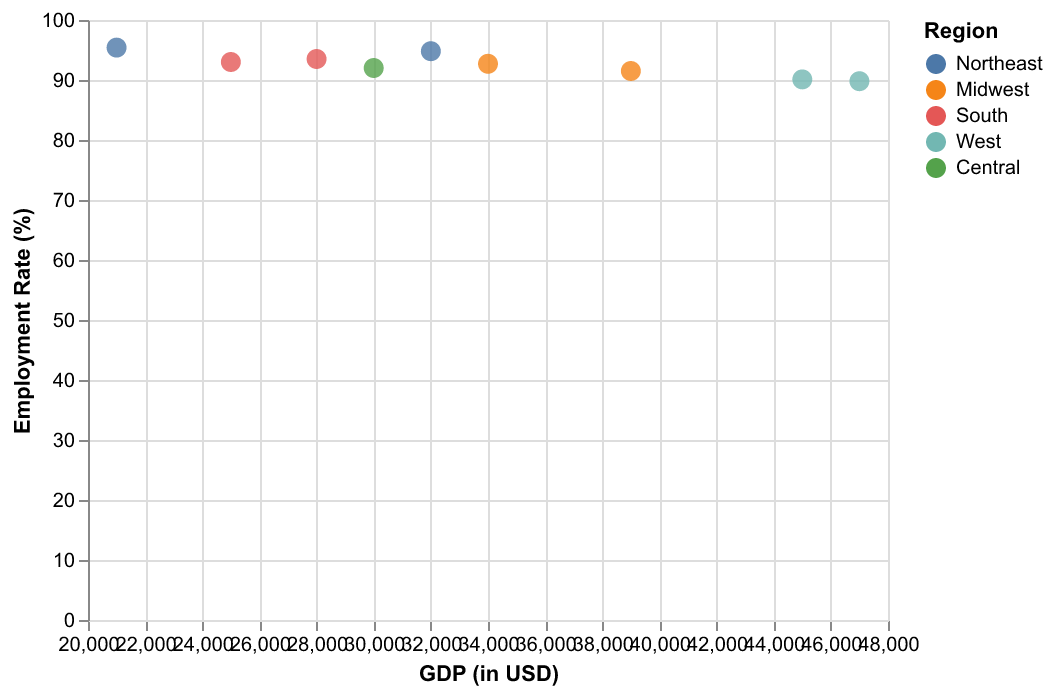 Region
Northeast
Midwest
South
West
Central
Employment Rate (%)
100
90
80
70
60
50
40
30
20
10
0
20,000 22,000 24,000 26,000 28,000 30,000 32,000 34,000 36,000 38,000 40,000 42,000 44,000 46,000 48,000
GDP (in USD)